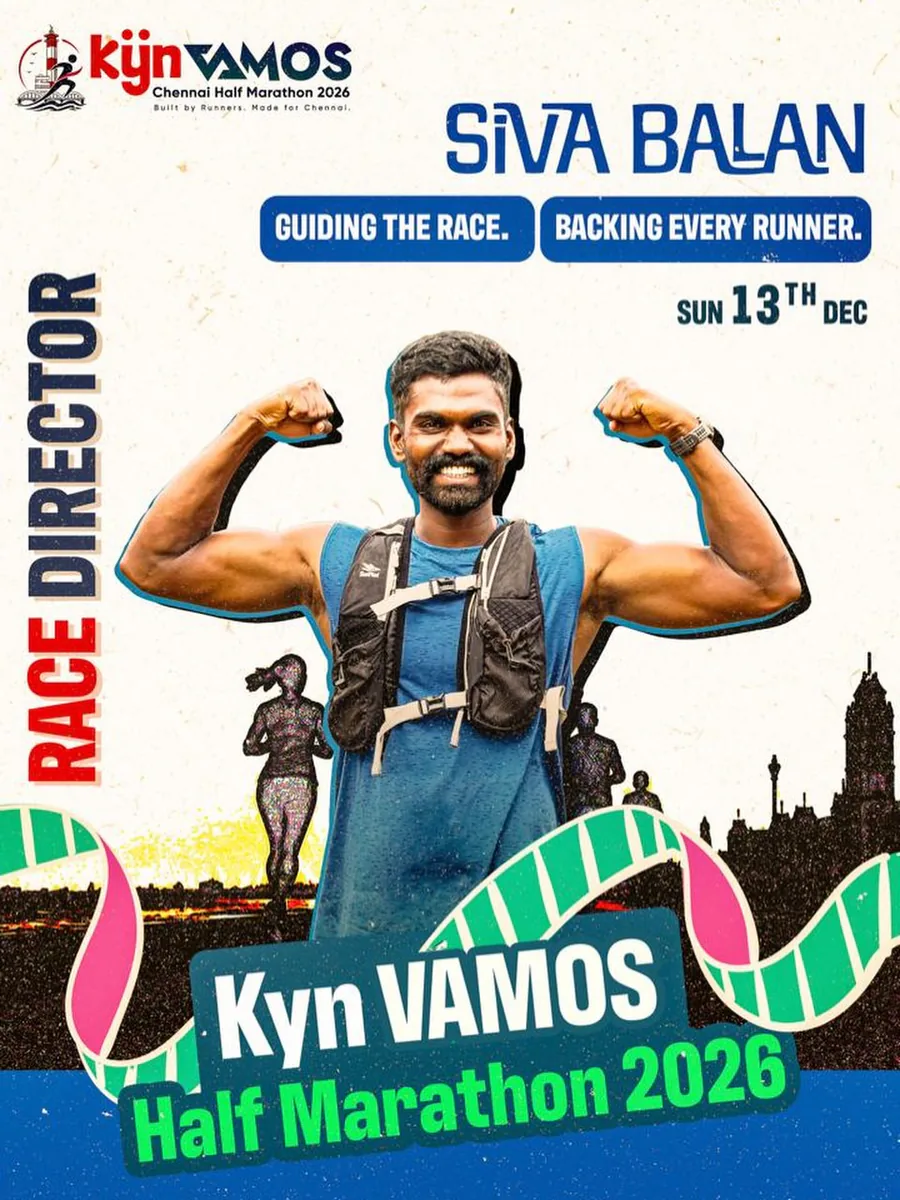 Kijn VAMOS
Chennai Half Marathon 2026
Built by Runners. Made for Chennai.
SiVA BALAN
GUIDING THE RACE. BACKING EVERY RUNNER.
SUN 13TH DEC
RACE DIRECTOR
Kyn VAMOS
Half Marathon 2026